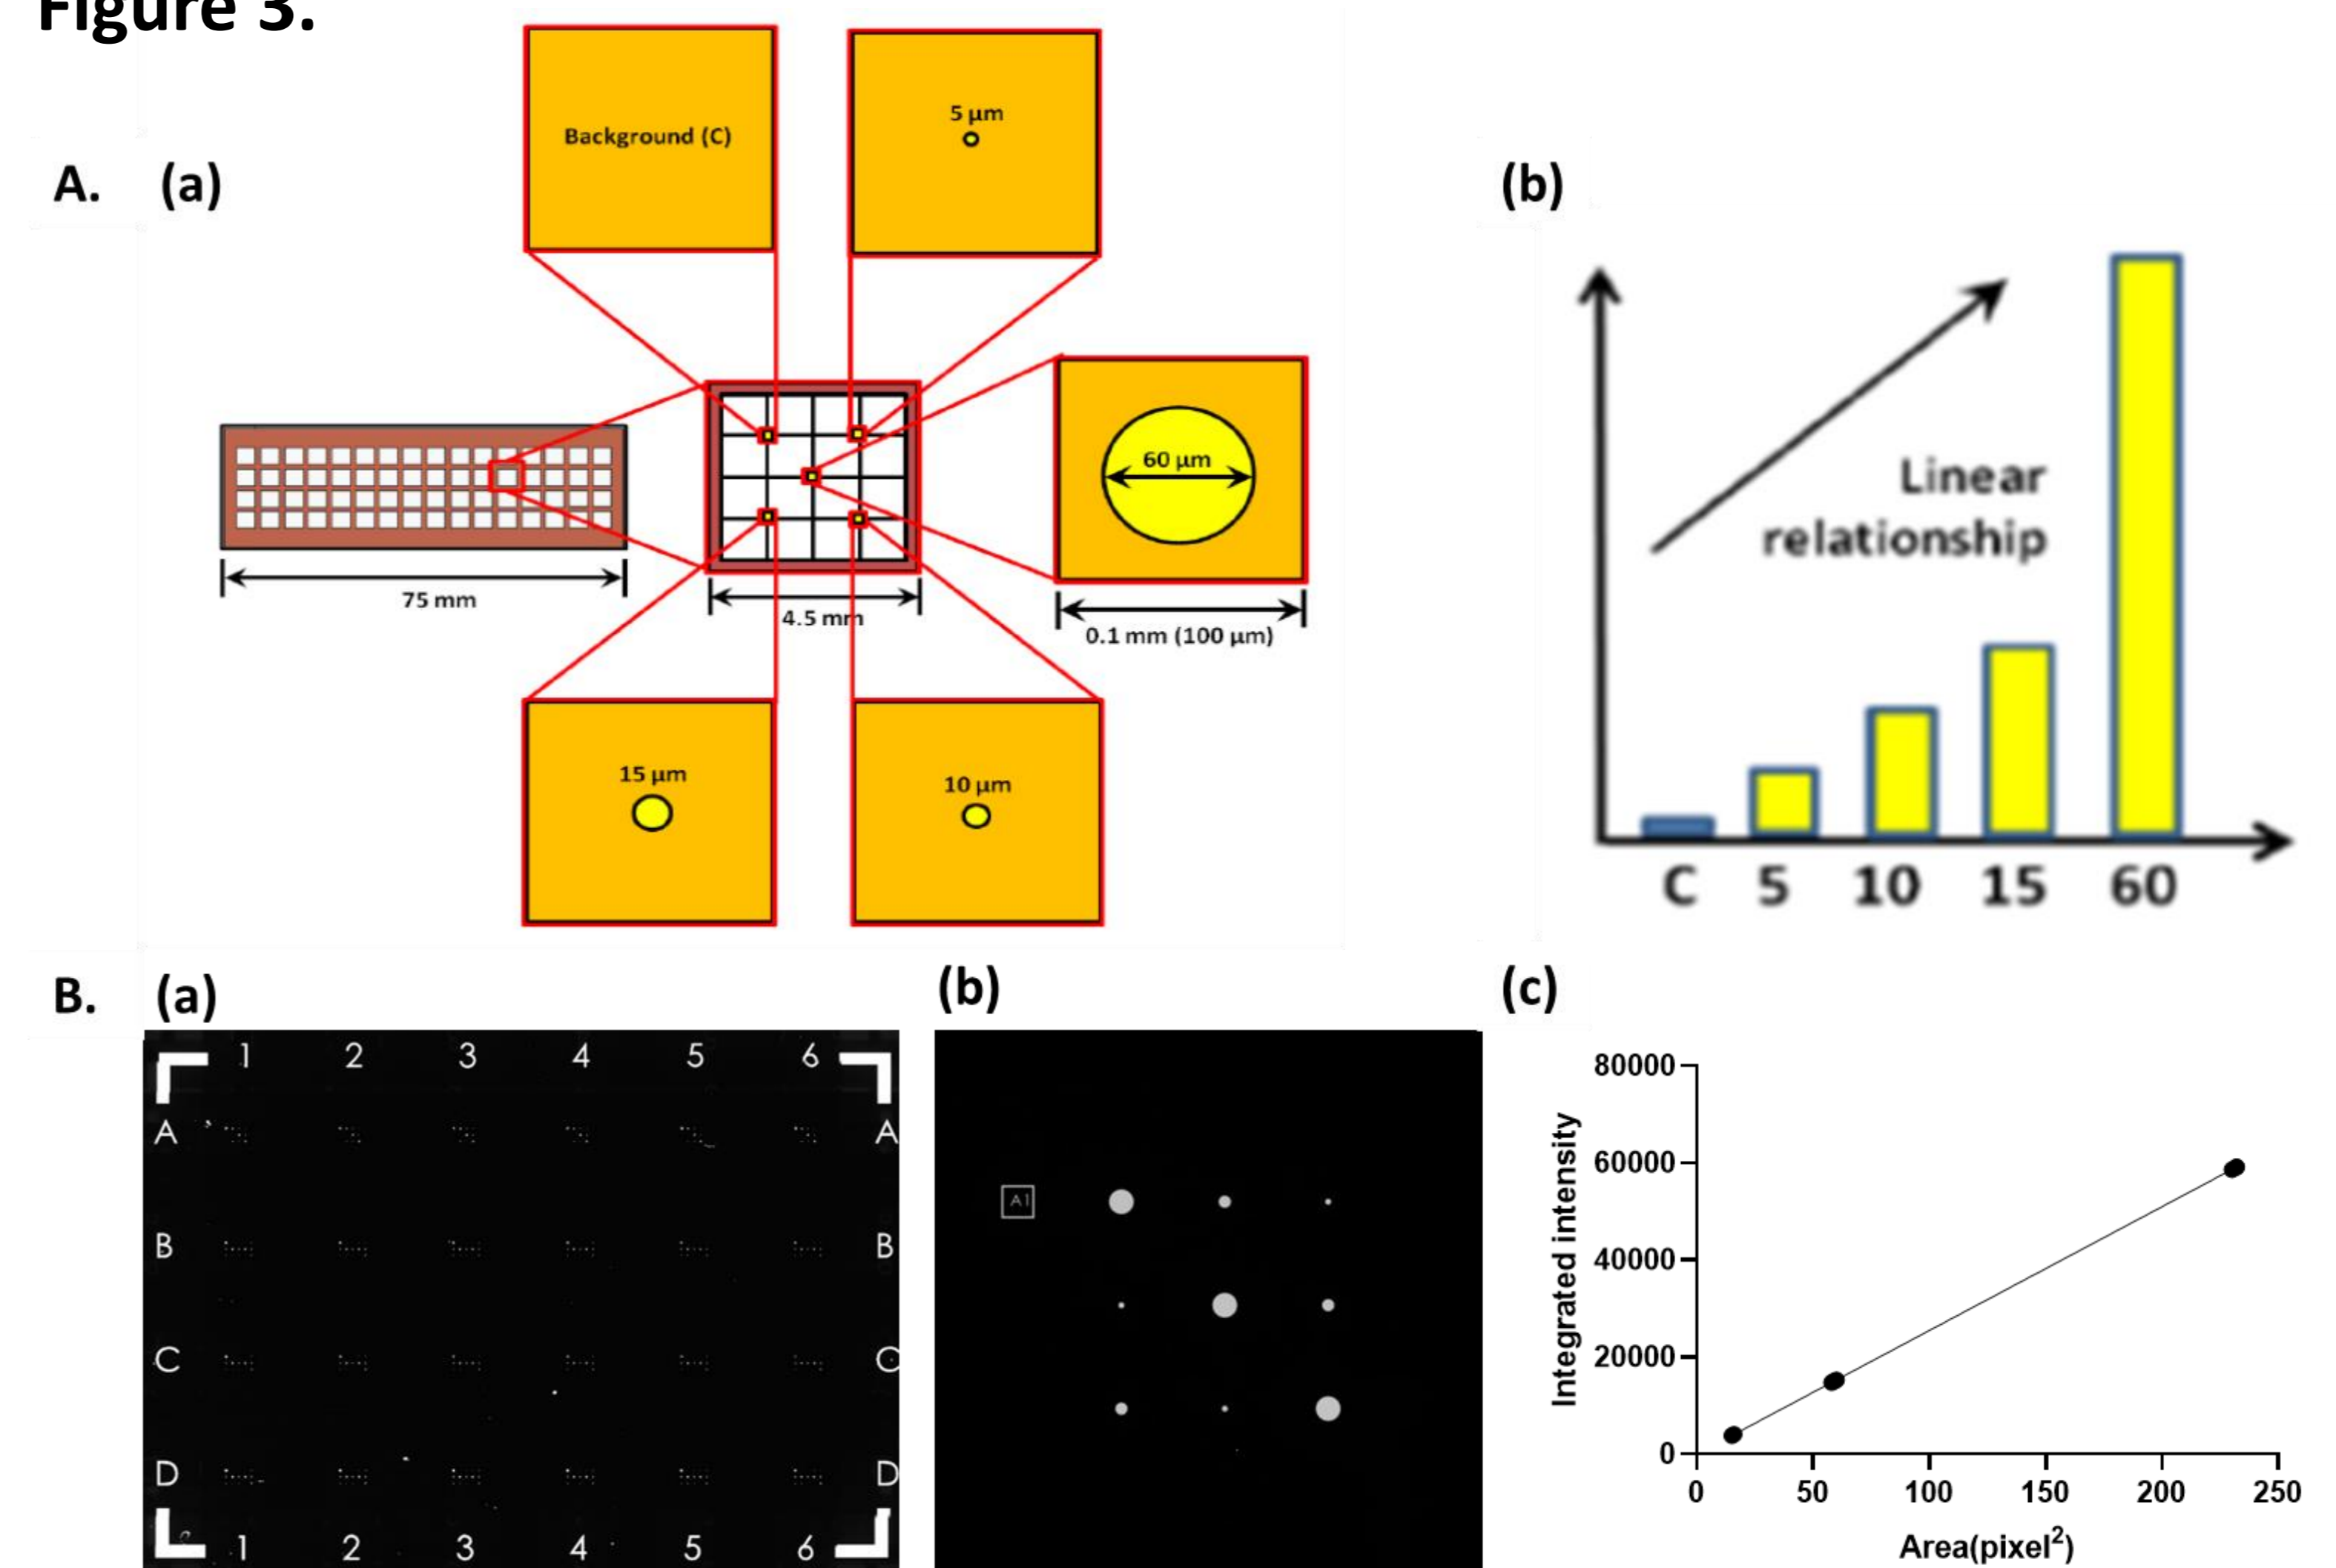 Figure 3.
A. (a)
Background (C)
5 µm
60 µm
75 mm
4.5 mm
0.1 mm (100 µm)
15 µm
10 µm
(b)
Linear
relationship
C 5 10 15 60
B. (a)
1 2 3 4 5 6
A A
B B
C C
D D
1 2 3 4 5 6
(b)
A1
(c)
Integrated intensity
80000
60000
40000
20000
0
0 50 100 150 200 250
Area(pixel²)